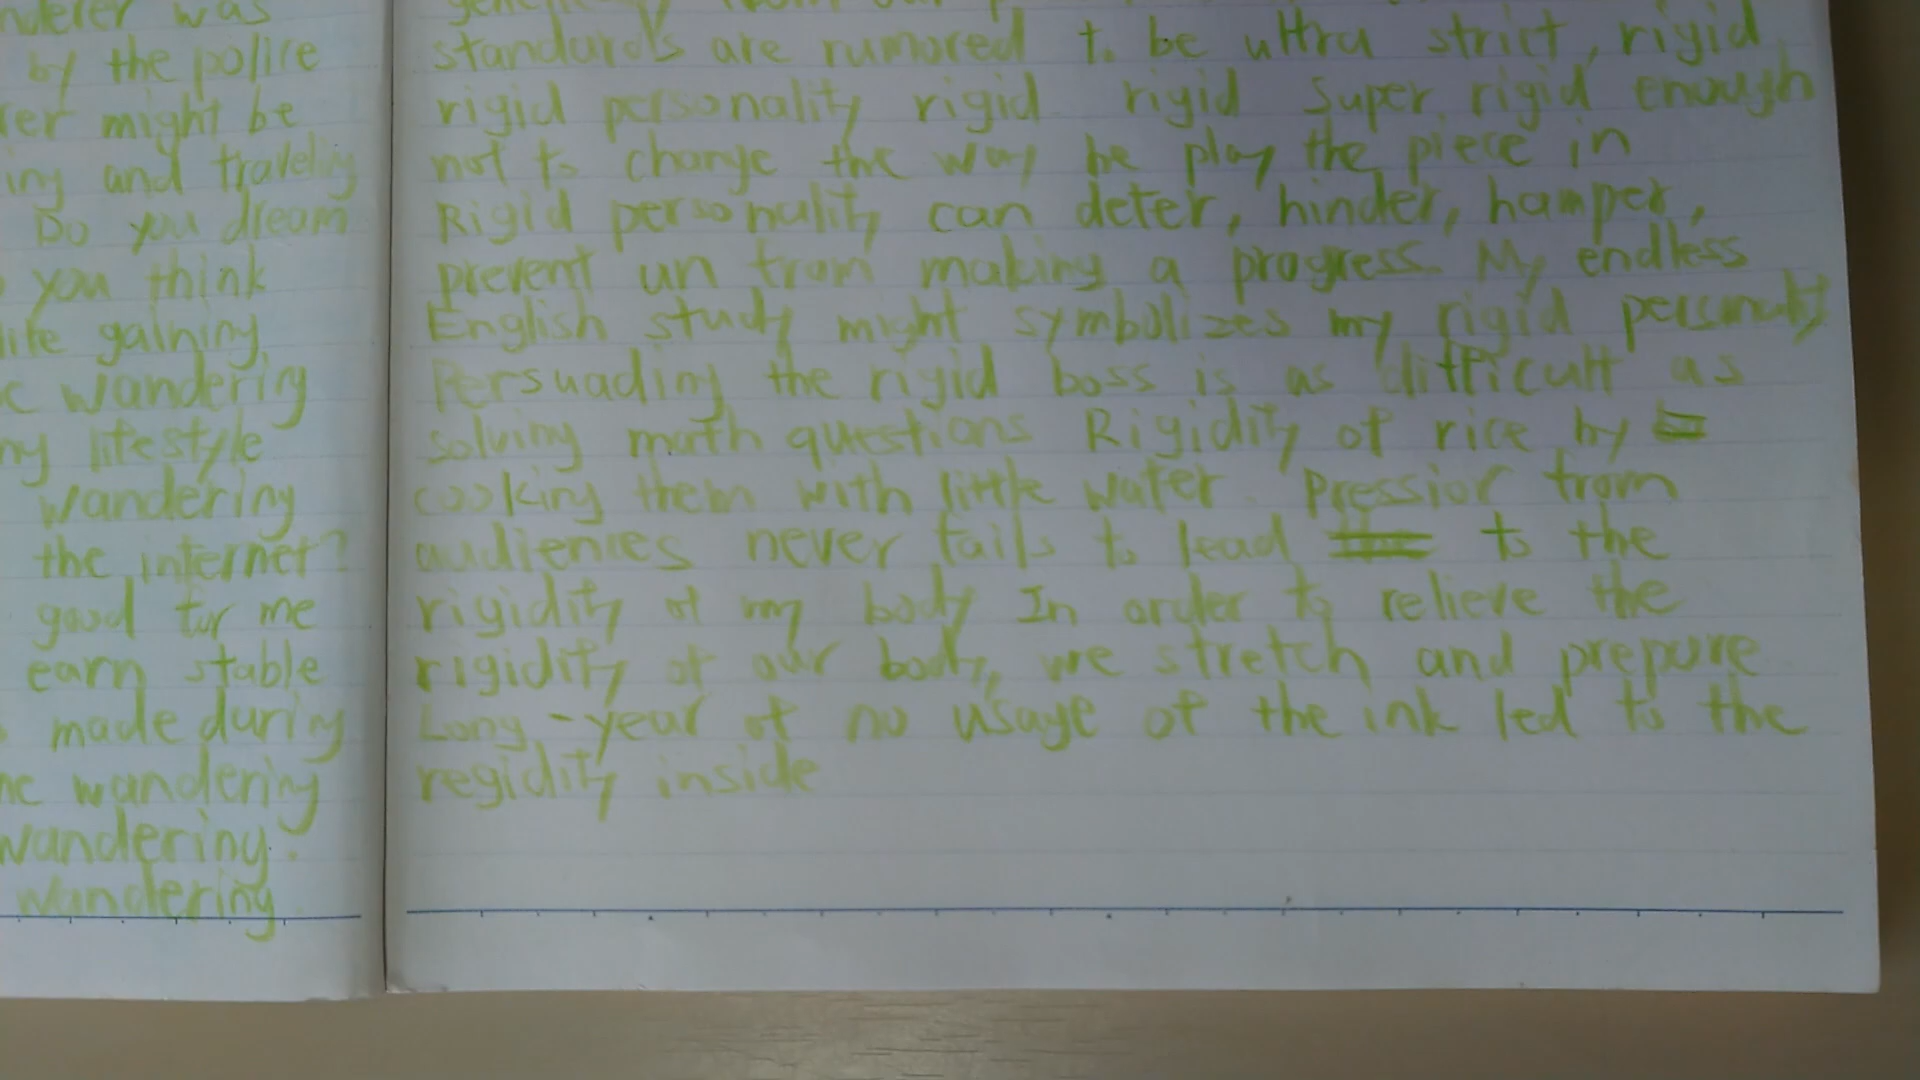 nderer was
by the police
er might be
ing and traveling
Do you dream
you think
life gaining
c wandering
my lifestyle
wandering
the internet?
good for me
earn stable
made during
wandering
wandering.
wandering.
standards are rumored to be ultra strict, rigid
rigid personality rigid rigid super rigid enough
not to change the way he play the piece in
Rigid personality can deter, hinder, hamper,
prevent un from making a progress. My endless
English study might symbolizes my rigid personality
Persuading the rigid boss is as difficult as
solving math questions Rigidity of rice by
cooking them with little water. Pressior from
audiences never fails to lead to the
rigidity of my body In order to relieve the
rigidity of our body, we stretch and prepare
Long-year of no usage of the ink led to the
regidity inside